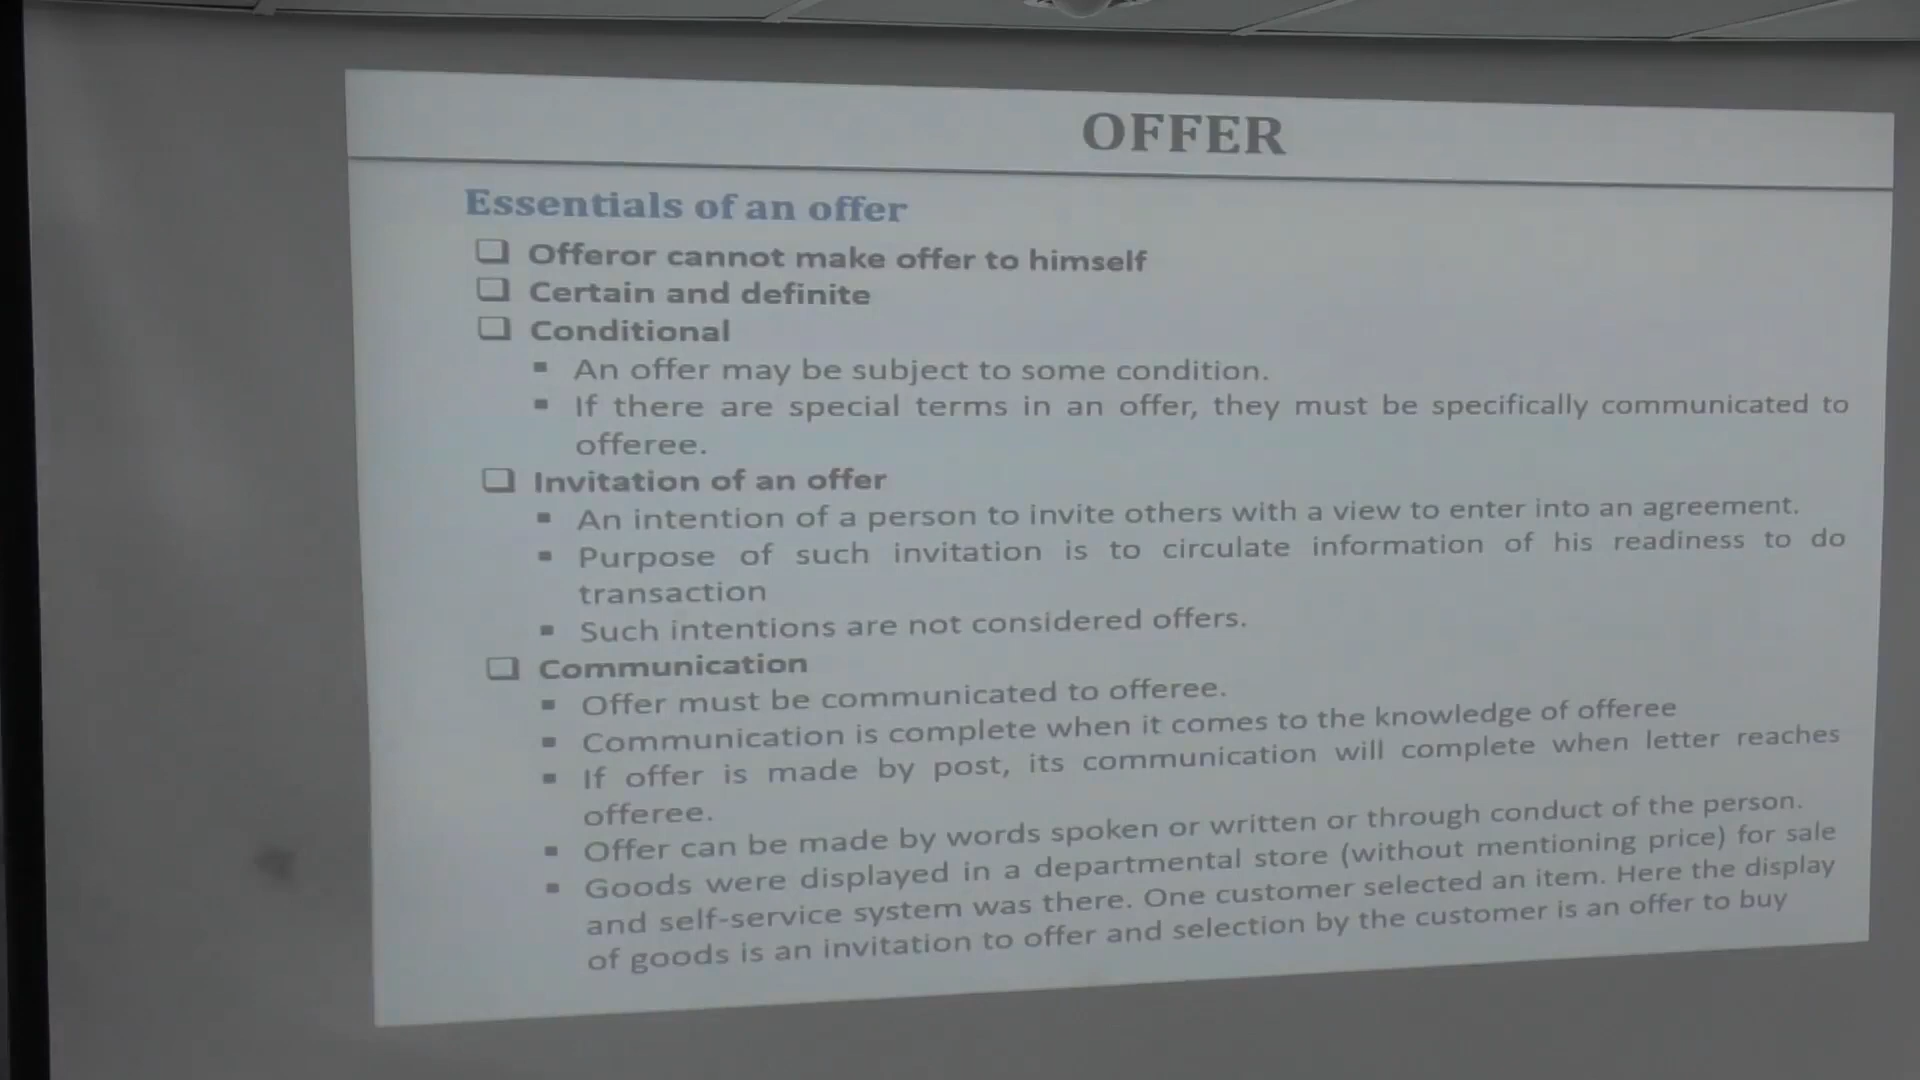 OFFER
Essentials of an offer
❑ Offeror cannot make offer to himself
❑ Certain and definite
❑ Conditional
▪ An offer may be subject to some condition.
▪ If there are special terms in an offer, they must be specifically communicated to
offeree.
❑ Invitation of an offer
▪ An intention of a person to invite others with a view to enter into an agreement.
▪ Purpose of such invitation is to circulate information of his readiness to do
transaction
▪ Such intentions are not considered offers.
❑ Communication
▪ Offer must be communicated to offeree.
▪ Communication is complete when it comes to the knowledge of offeree
▪ If offer is made by post, its communication will complete when letter reaches
offeree.
▪ Offer can be made by words spoken or written or through conduct of the person.
▪ Goods were displayed in a departmental store (without mentioning price) for sale
and self-service system was there. One customer selected an item. Here the display
of goods is an invitation to offer and selection by the customer is an offer to buy